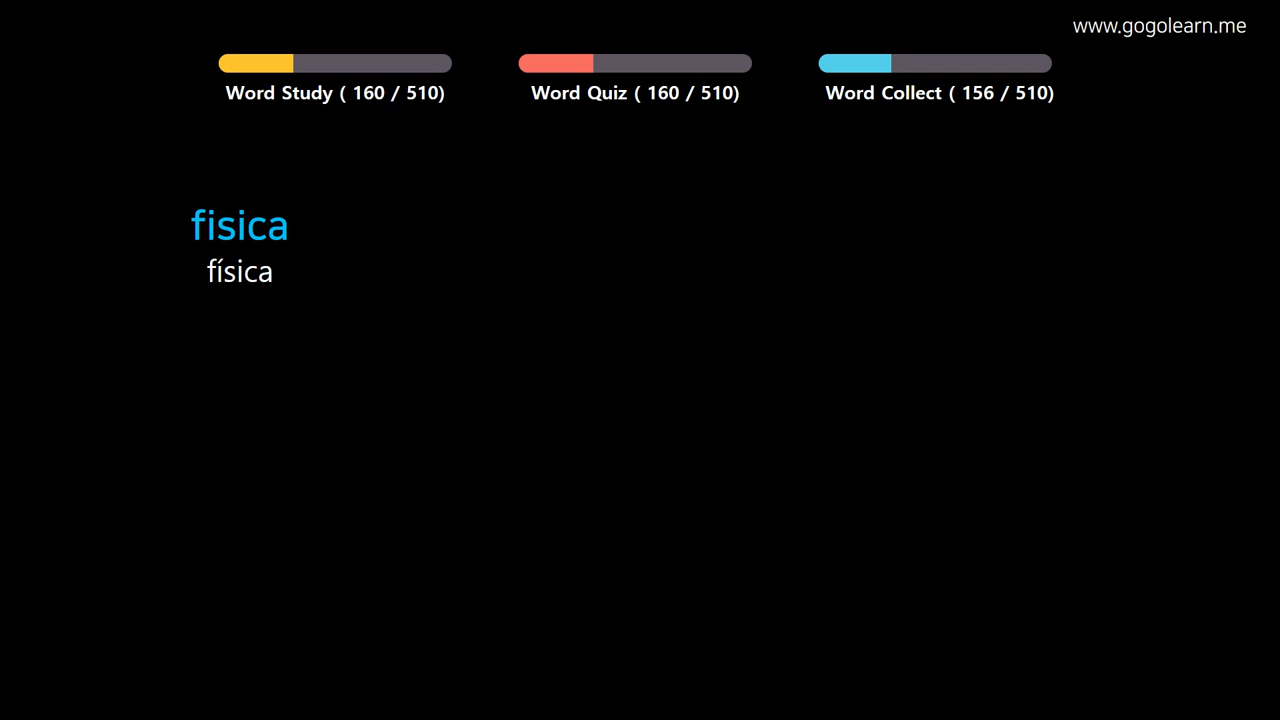 www.gogolearn.me
Word Study ( 160 / 510)
Word Quiz ( 160 / 510)
Word Collect ( 156 / 510)
fisica
física